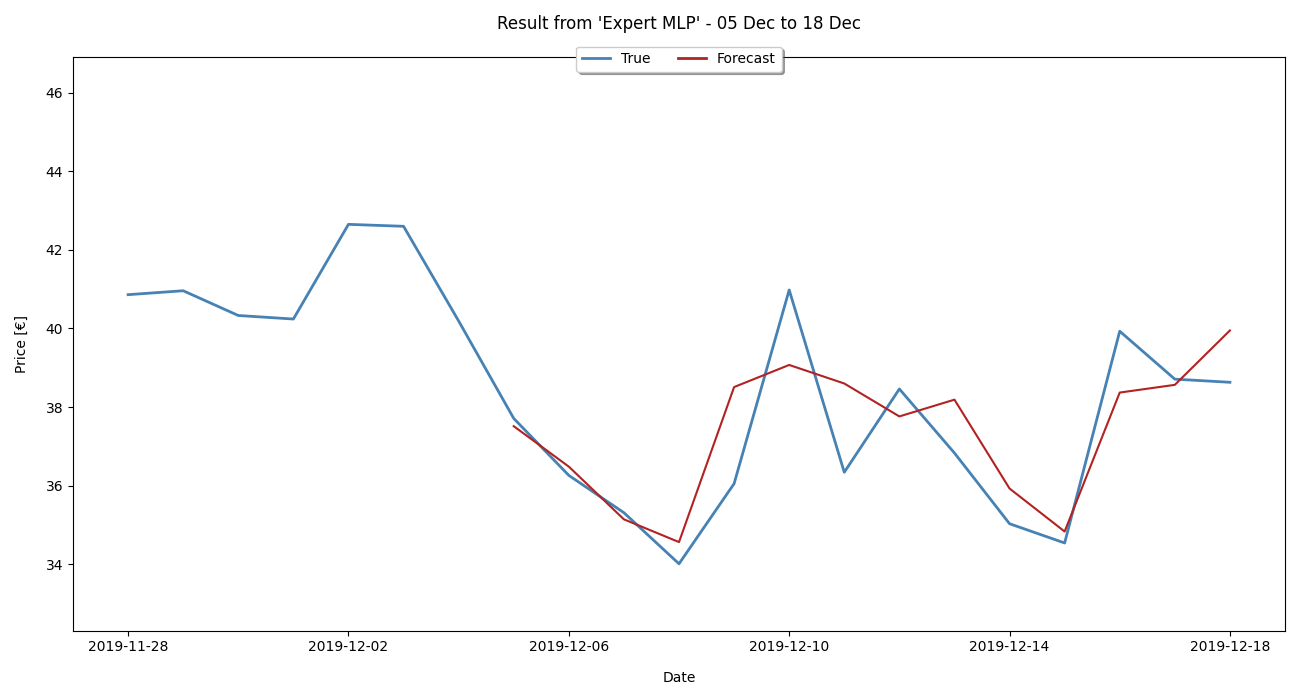 Result from 'Expert MLP' - 05 Dec to 18 Dec
True Forecast
46
44
42
40
38
36
34
Price [€]
2019-11-28 2019-12-02 2019-12-06 2019-12-10 2019-12-14 2019-12-18
Date